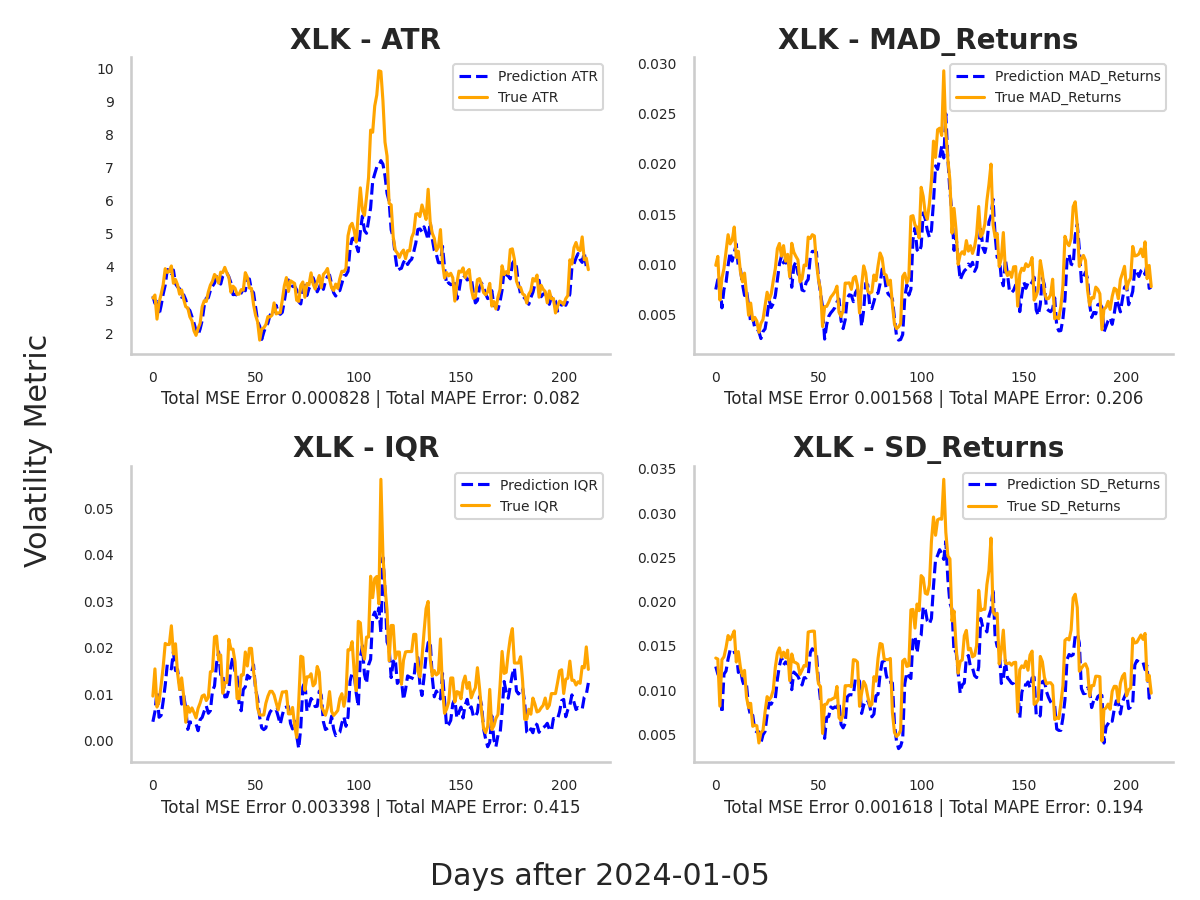 XLK - ATR
10
9
8
7
6
5
4
3
2
Prediction ATR
True ATR
0 50 100 150 200
Total MSE Error 0.000828 | Total MAPE Error: 0.082
XLK - MAD_Returns
0.030
0.025
0.020
0.015
0.010
0.005
Prediction MAD_Returns
True MAD_Returns
0 50 100 150 200
Total MSE Error 0.001568 | Total MAPE Error: 0.206
Volatility Metric
XLK - IQR
0.05
0.04
0.03
0.02
0.01
0.00
Prediction IQR
True IQR
0 50 100 150 200
Total MSE Error 0.003398 | Total MAPE Error: 0.415
XLK - SD_Returns
0.035
0.030
0.025
0.020
0.015
0.010
0.005
Prediction SD_Returns
True SD_Returns
0 50 100 150 200
Total MSE Error 0.001618 | Total MAPE Error: 0.194
Days after 2024-01-05